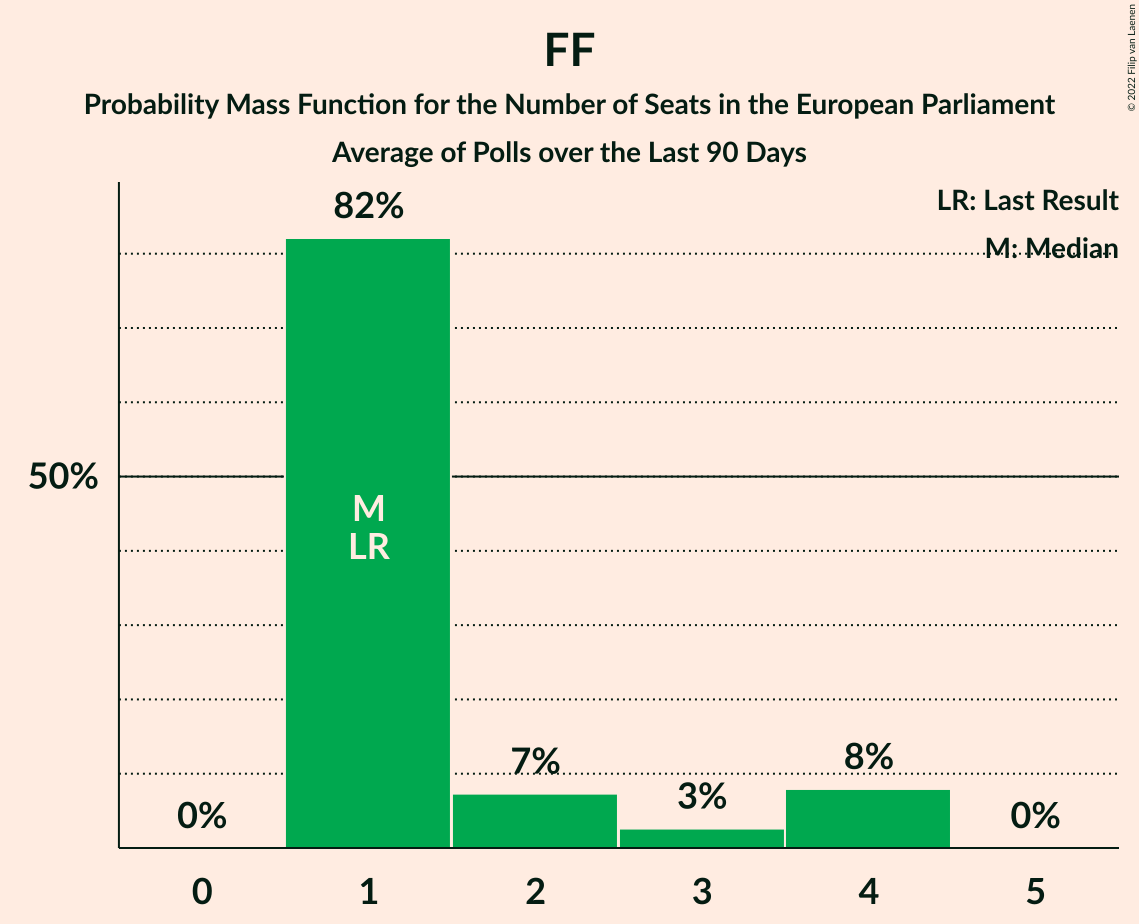 FF
Probability Mass Function for the Number of Seats in the European Parliament
Average of Polls over the Last 90 Days
© 2022 Filip van Laenen
LR: Last Result
M: Median
82%
50%
M
LR
7%
8%
3%
0%
0%
0 1 2 3 4 5